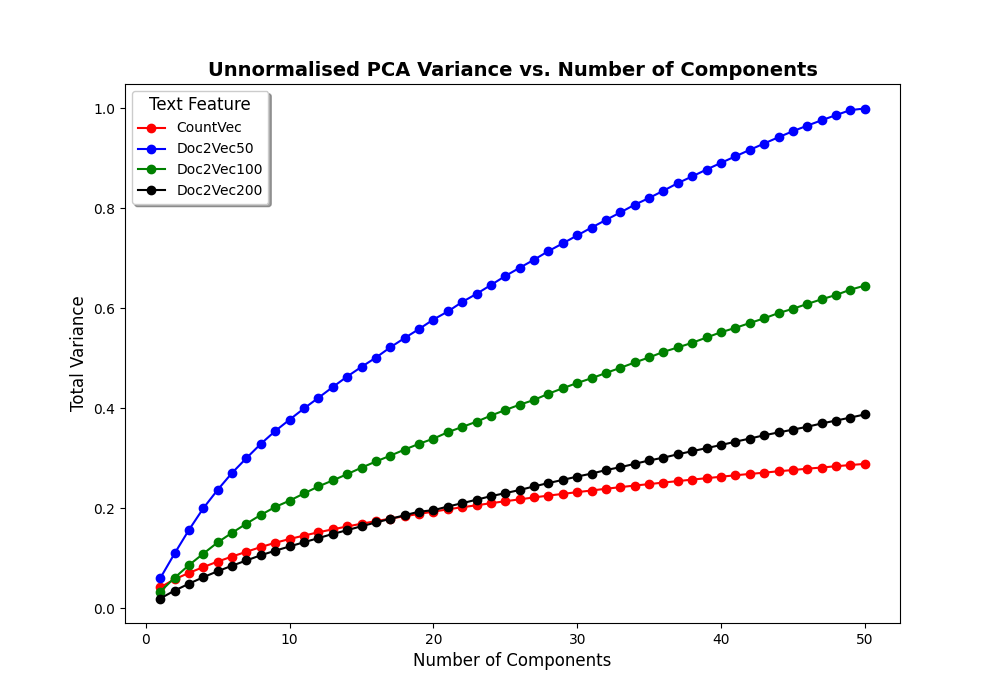 Unnormalised PCA Variance vs. Number of Components
Text Feature
CountVec
Doc2Vec50
Doc2Vec100
Doc2Vec200
Total Variance
1.0
0.8
0.6
0.4
0.2
0.0
0 10 20 30 40 50
Number of Components